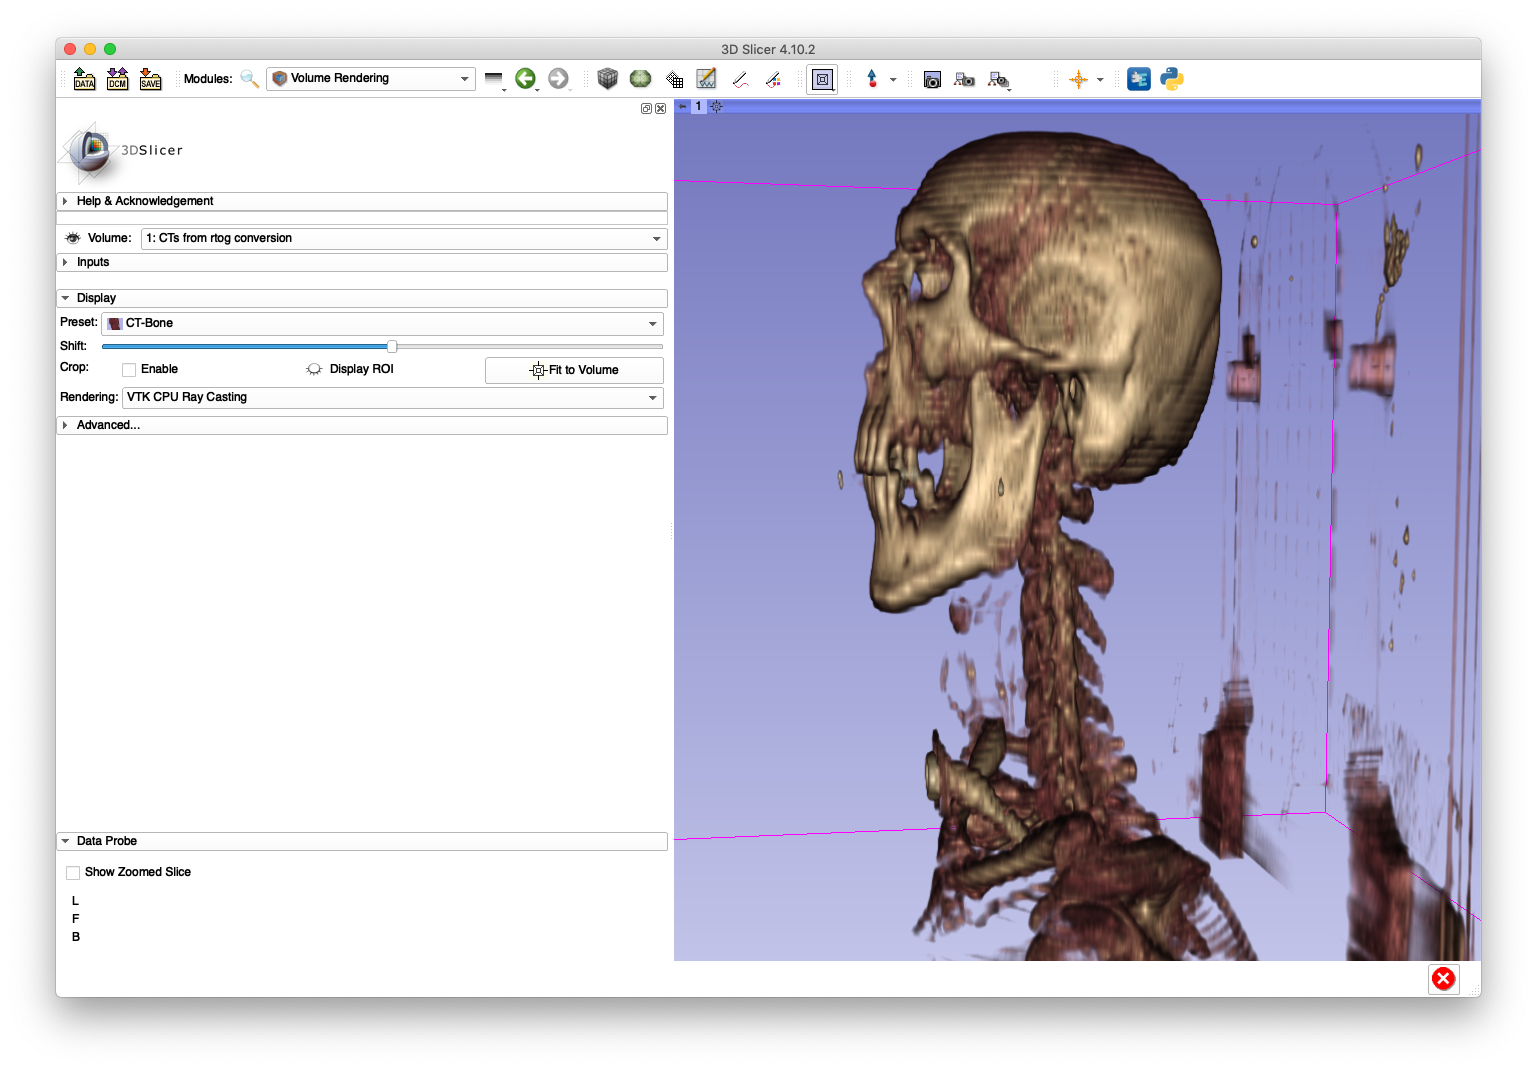 3D Slicer 4.10.2
DATA DCM SAVE Modules: Volume Rendering
1
3DSlicer
Help & Acknowledgement
Volume: 1: CTs from rtog conversion
Inputs
Display
Preset: CT-Bone
Shift:
Crop: Enable Display ROI Fit to Volume
Rendering: VTK CPU Ray Casting
Advanced...
Data Probe
Show Zoomed Slice
L
F
B